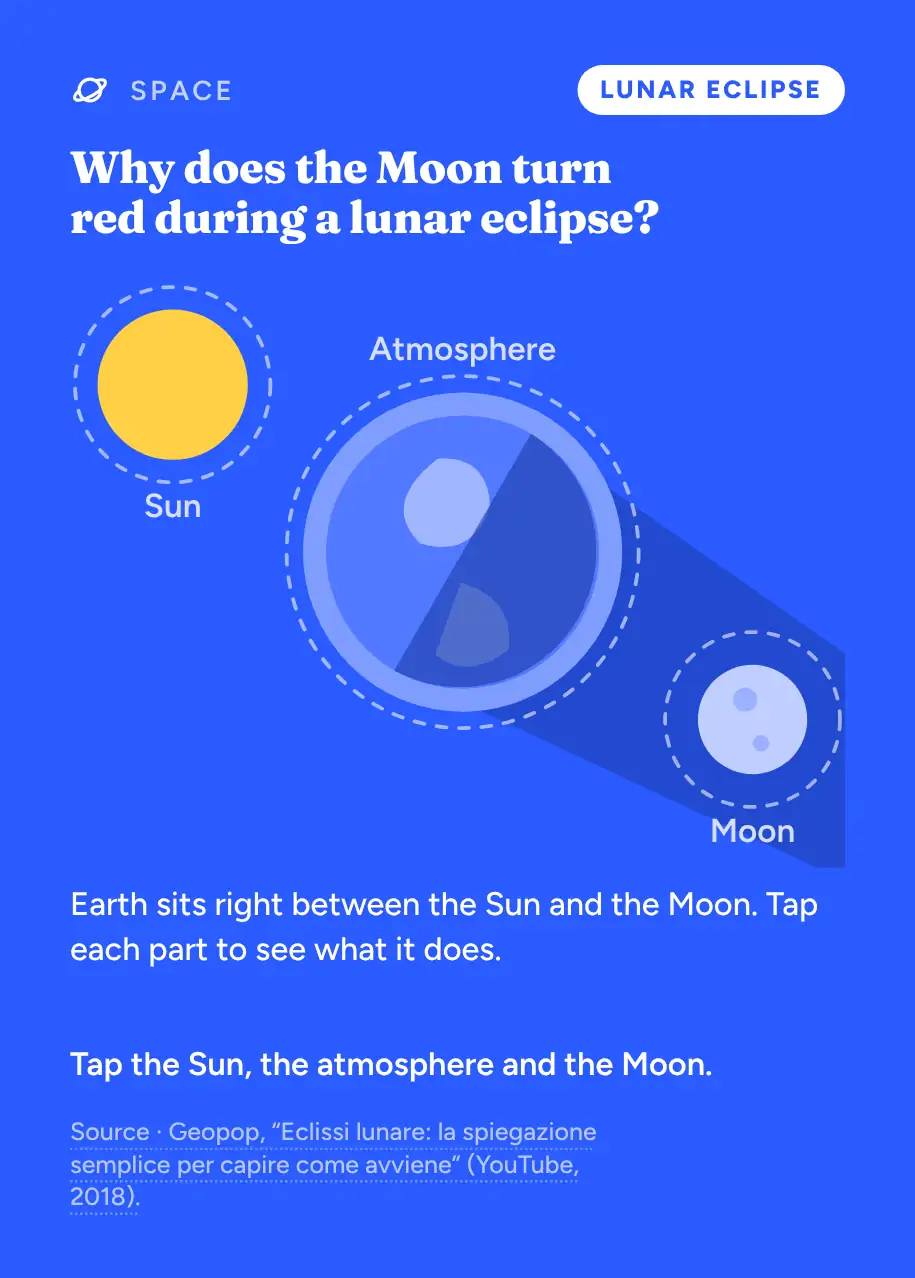 SPACE
LUNAR ECLIPSE
Why does the Moon turn
red during a lunar eclipse?
Atmosphere
Sun
Moon
Earth sits right between the Sun and the Moon. Tap
each part to see what it does.
Tap the Sun, the atmosphere and the Moon.
Source · Geopop, “Eclissi lunare: la spiegazione
semplice per capire come avviene” (YouTube,
2018).